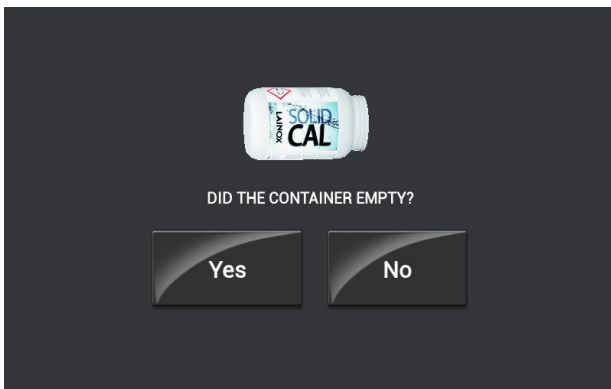 LAINOX
SOLID
CAL
DID THE CONTAINER EMPTY?
Yes
No